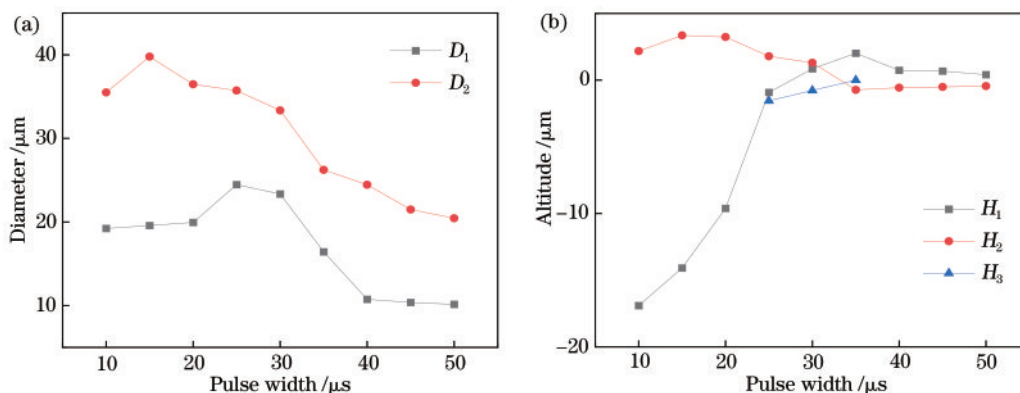 (a)
40
30
20
10
Diameter /μm
D₁
D₂
10 20 30 40 50
Pulse width /μs
(b)
0
−10
−20
Altitude /μm
H₁
H₂
H₃
10 20 30 40 50
Pulse width /μs